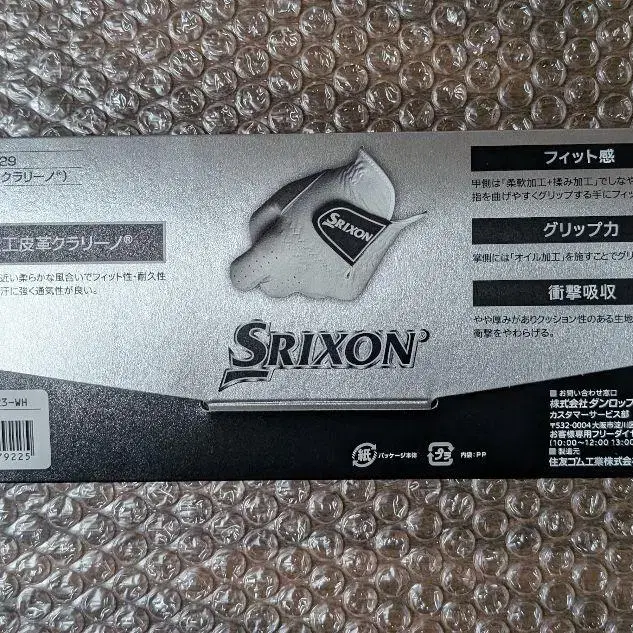 29
クラリーノ®)
工皮革クラリーノ®
近い柔らかな風合いでフィット性・耐久性
汗に強く通気性が良い。
SRIXON
SRIXON
フィット感
甲側は「柔軟加工+揉み加工」でしなや
指を曲げやすくグリップする手にフィッ
グリップ力
掌側には「オイル加工」を施すことでグリ
衝撃吸収
やや厚みがありクッション性のある生地
衝撃をやわらげる。
23-WH
79225
紙
パッケージ本体
プラ
内袋:PP
■お問い合わせ窓口
株式会社ダンロップ
カスタマーサービス部
〒532-0004 大阪市淀川区
お客様専用フリーダイヤ
(10:00~12:00 13:00
■製造元
住友ゴム工業株式会